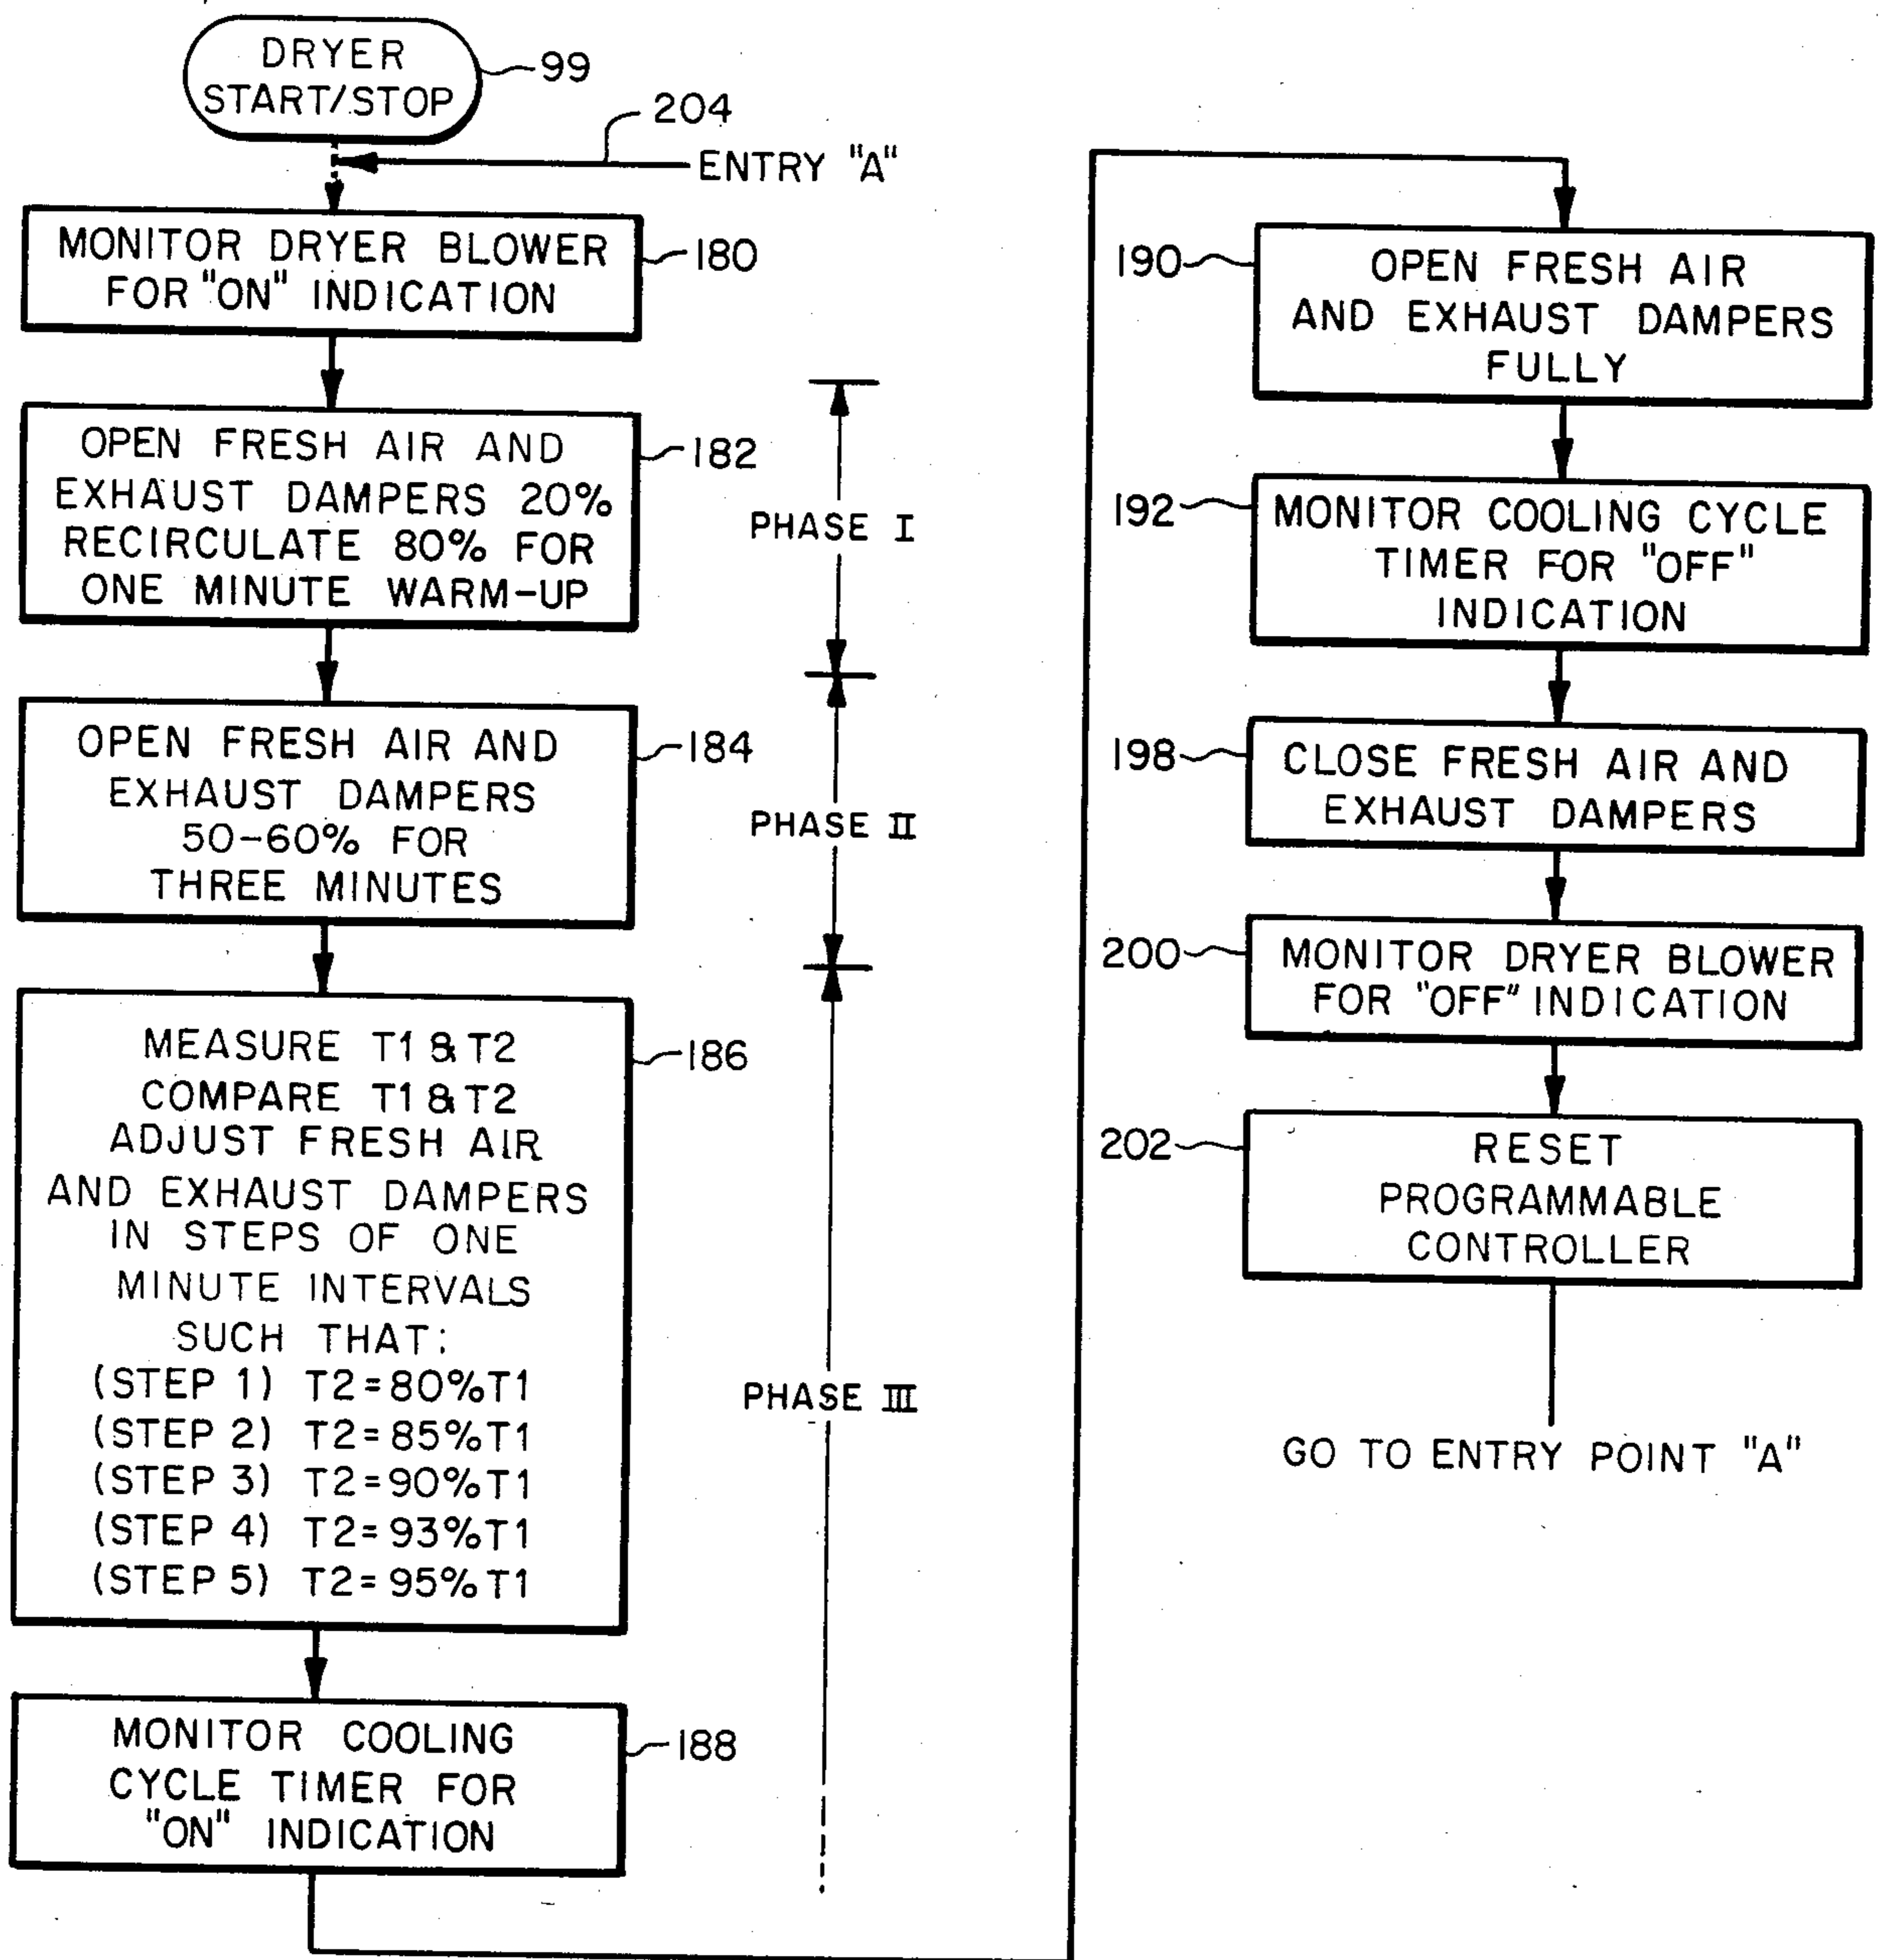 DRYER
START/STOP
99
204
ENTRY "A"
MONITOR DRYER BLOWER
FOR "ON" INDICATION
180
OPEN FRESH AIR AND
EXHAUST DAMPERS 20%
RECIRCULATE 80% FOR
ONE MINUTE WARM-UP
182
PHASE I
OPEN FRESH AIR AND
EXHAUST DAMPERS
50-60% FOR
THREE MINUTES
184
PHASE II
MEASURE T1 & T2
COMPARE T1 & T2
ADJUST FRESH AIR
AND EXHAUST DAMPERS
IN STEPS OF ONE
MINUTE INTERVALS
SUCH THAT:
(STEP 1) T2=80%T1
(STEP 2) T2=85%T1
(STEP 3) T2=90%T1
(STEP 4) T2=93%T1
(STEP 5) T2=95%T1
186
PHASE III
MONITOR COOLING
CYCLE TIMER FOR
"ON" INDICATION
188
190
OPEN FRESH AIR
AND EXHAUST DAMPERS
FULLY
192
MONITOR COOLING CYCLE
TIMER FOR "OFF"
INDICATION
198
CLOSE FRESH AIR AND
EXHAUST DAMPERS
200
MONITOR DRYER BLOWER
FOR "OFF" INDICATION
202
RESET
PROGRAMMABLE
CONTROLLER
GO TO ENTRY POINT "A"